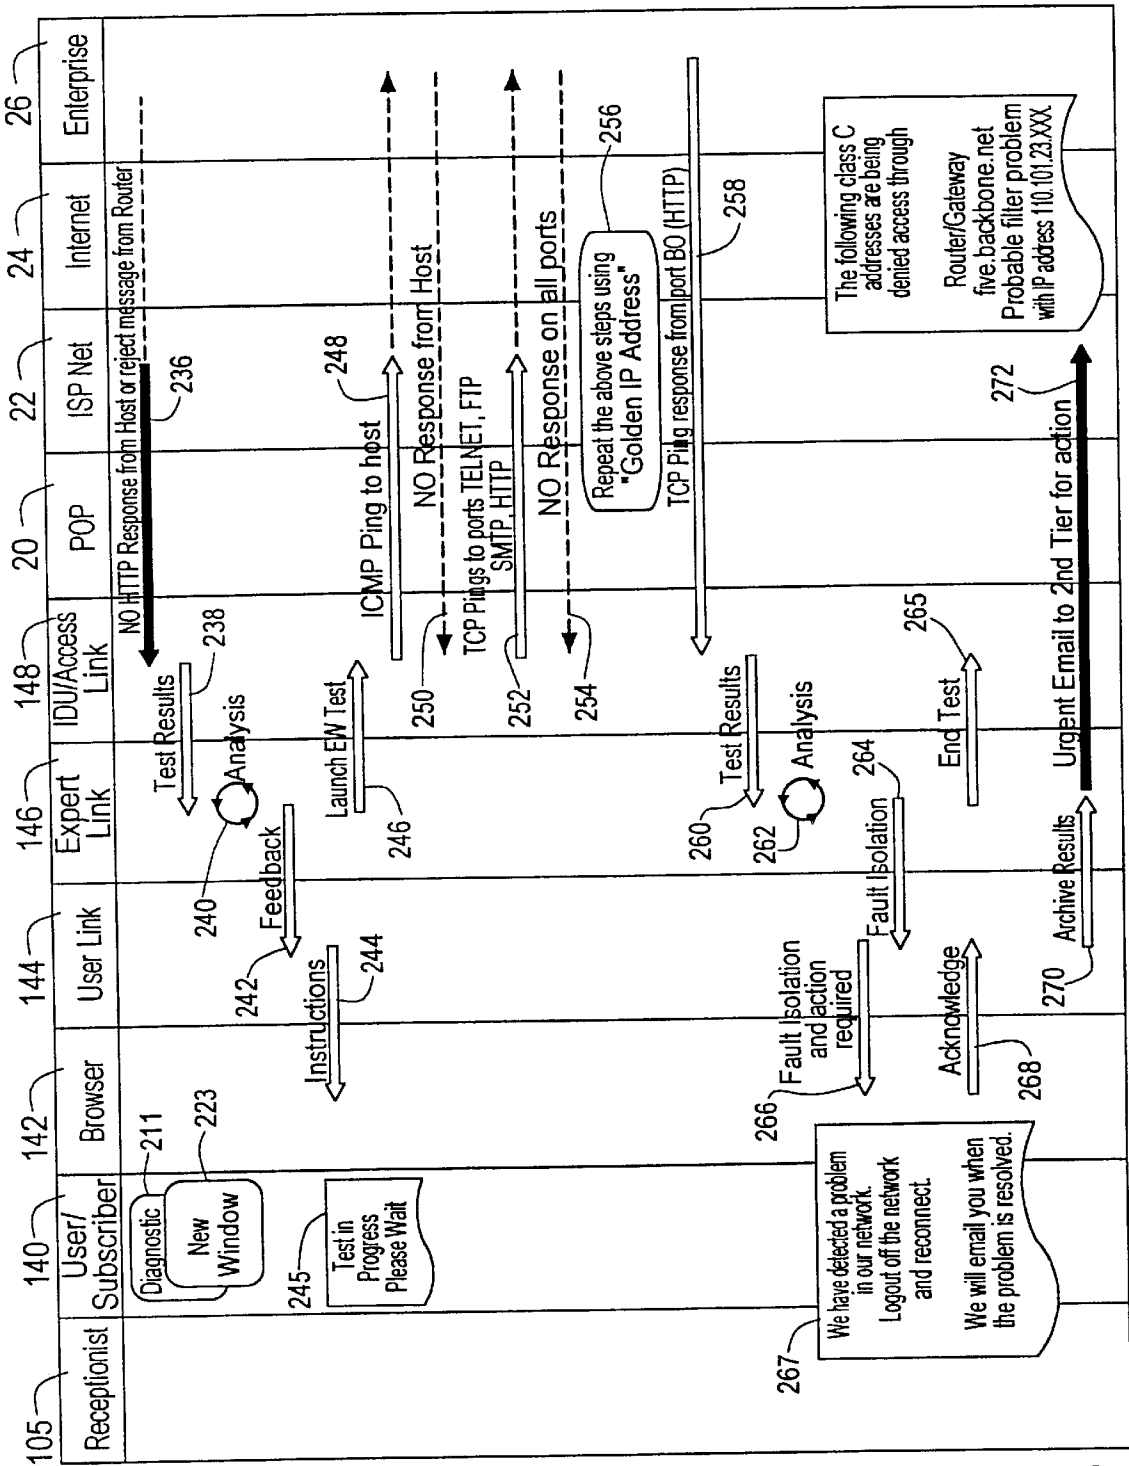 105
140
142
144
146
148
20
22
24
26
Receptionist
User/
Subscriber
Browser
User Link
Expert
Link
IDU/Access
Link
POP
ISP Net
Internet
Enterprise
NO HTTP Response from Host or reject message from Router
236
Diagnostic
211
New
Window
223
Test Results
238
Analysis
240
Feedback
242
Instructions
244
245
Test in
Progress
Please Wait
Launch EW Test
246
ICMP Ping to host
248
NO Response from Host
250
TCP Pings to ports TELNET, FTP
SMTP, HTTP
252
NO Response on all ports
254
Repeat the above steps using
"Golden IP Address"
256
TCP Ping response from port BO (HTTP)
258
Test Results
260
Analysis
262
Fault Isolation
264
Fault Isolation
and action
required
266
267
We have detected a problem
in our network.
Logout off the network
and reconnect.
We will email you when
the problem is resolved.
End Test
265
Acknowledge
268
Archive Results
270
Urgent Email to 2nd Tier for action
272
The following class C
addresses are being
denied access through
Router/Gateway
five.backbone.net
Probable filter problem
with IP address 110.101.23.XXX.